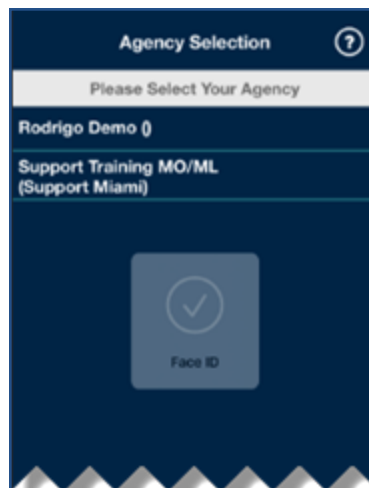 Agency Selection ?
Please Select Your Agency
Rodrigo Demo ()
Support Training MO/ML
(Support Miami)
Face ID